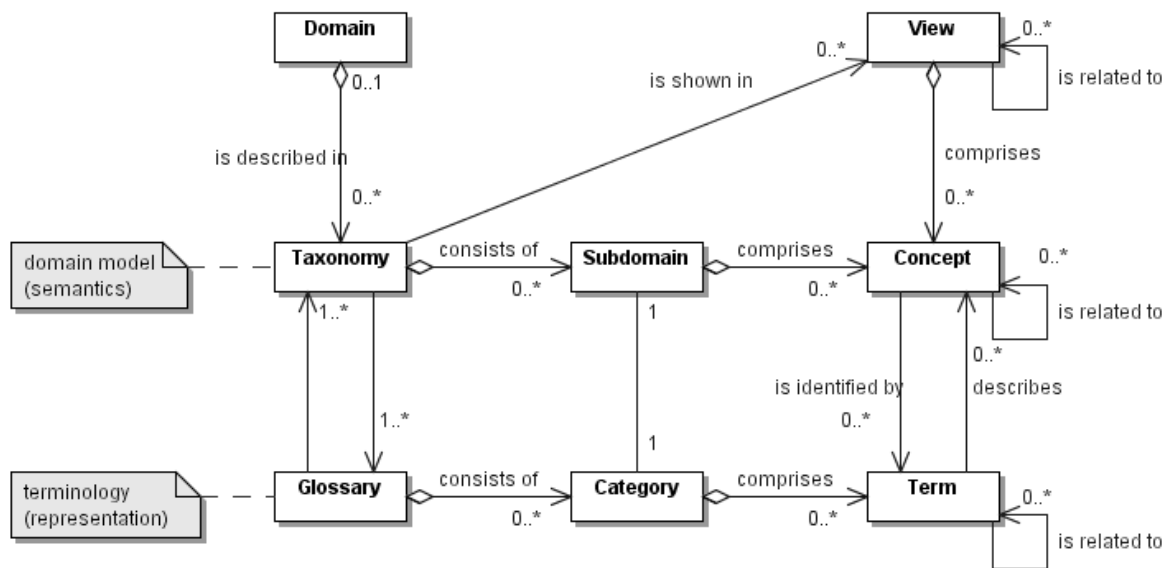 Domain
View
0..*
0..*
0..1
is shown in
is related to
is described in
comprises
0..*
0..*
domain model
(semantics)
Taxonomy
consists of
0..*
Subdomain
comprises
0..*
Concept
0..*
is related to
1..*
1
0..*
is identified by
describes
1..*
0..*
1
terminology
(representation)
Glossary
consists of
0..*
Category
comprises
0..*
Term
0..*
is related to